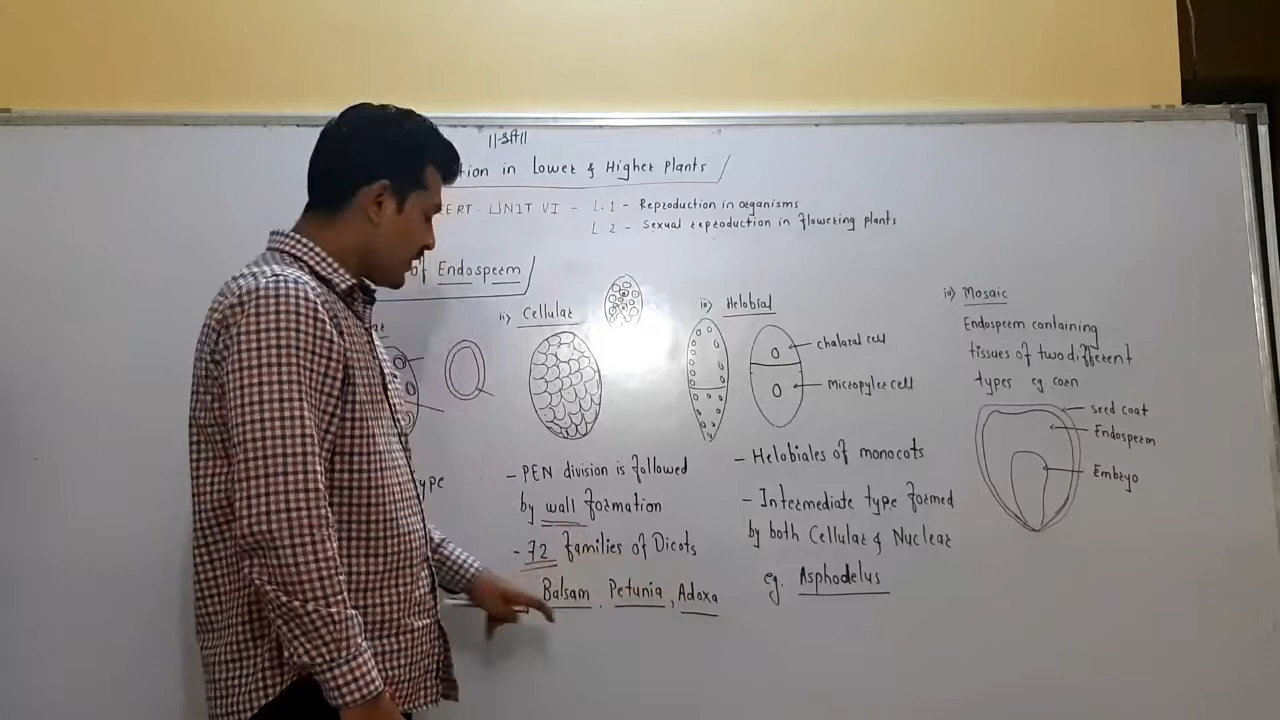 ||श्री||
tion in Lower & Higher Plants
ERT - UNIT VI - L.1 - Reproduction in organisms
L 2 - Sexual reproduction in flowering plants
of Endosperm
ar
ii) Cellular
iii) Helobial
iv) Mosaic
Endosperm containing
tissues of two different
types eg corn
chalazal cell
Micropyler cell
seed coat
Endosperm
Embryo
ype
- PEN division is followed
by wall formation
- 72 families of Dicots
Balsam, Petunia, Adoxa
- Helobiales of monocots
- Intermediate type formed
by both Cellular & Nuclear
eg. Asphodelus